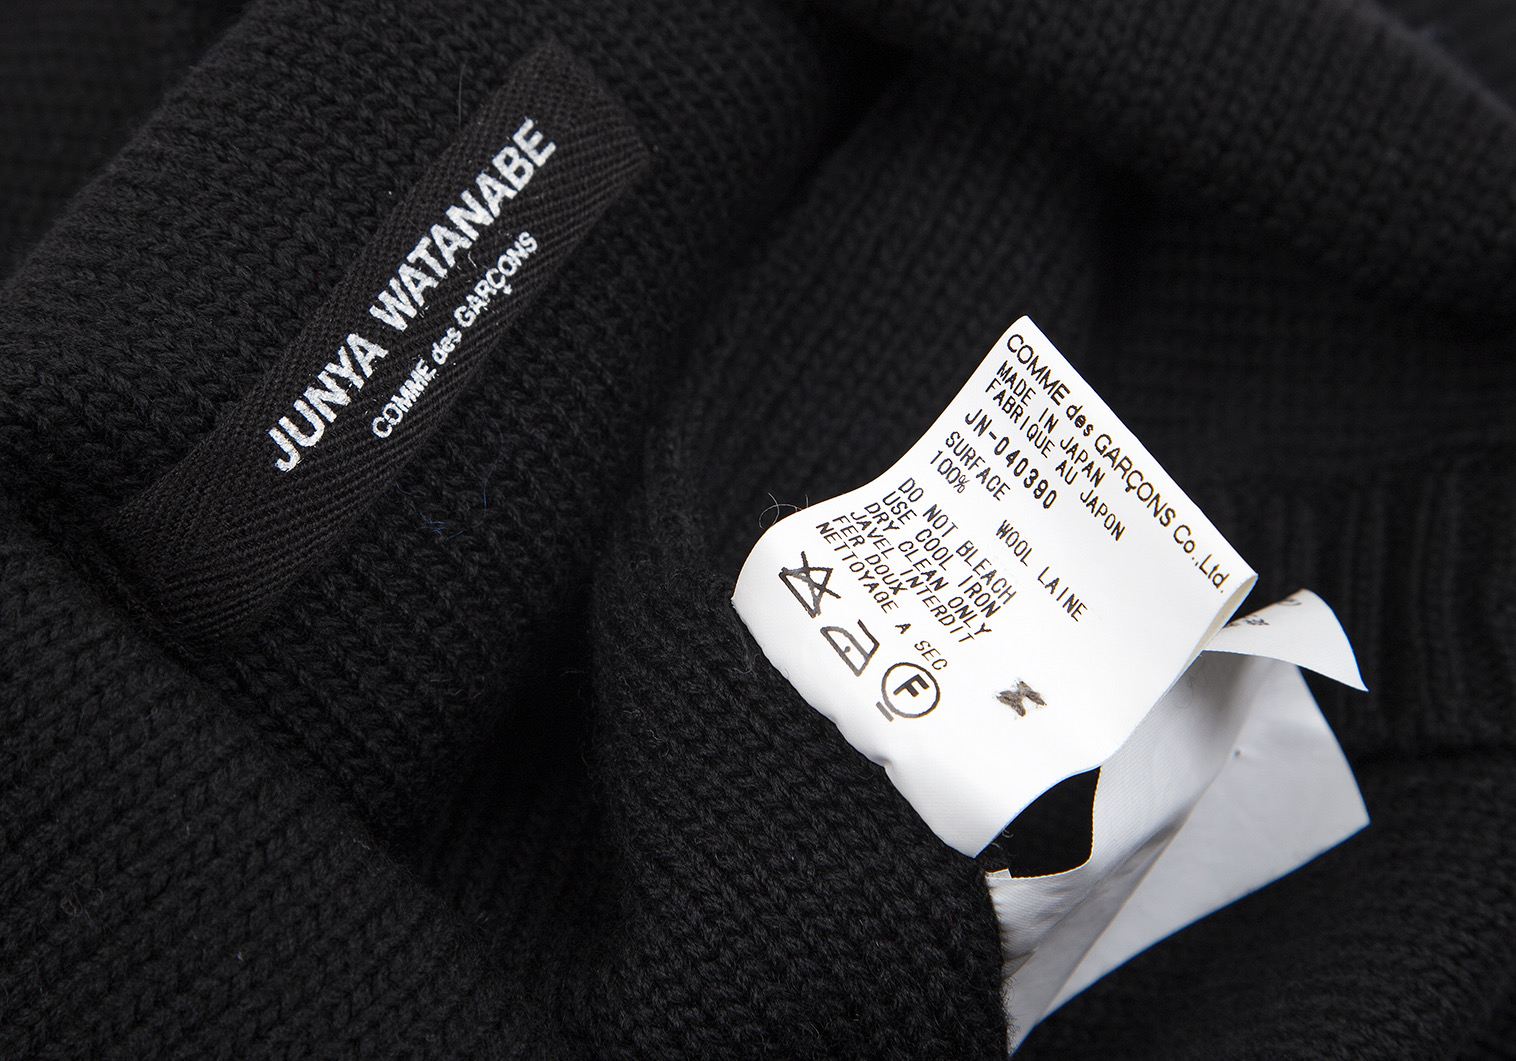 JUNYA WATANABE
COMME des GARÇONS
COMME des GARÇONS Co.,Ltd.
MADE IN JAPAN
FABRIQUE AU JAPON
JN-040390
SURFACE
100% WOOL LAINE
DO NOT BLEACH
USE COOL IRON
DRY CLEAN ONLY
JAVEL INTERDIT
FER DOUX
NETTOYAGE A SEC
F